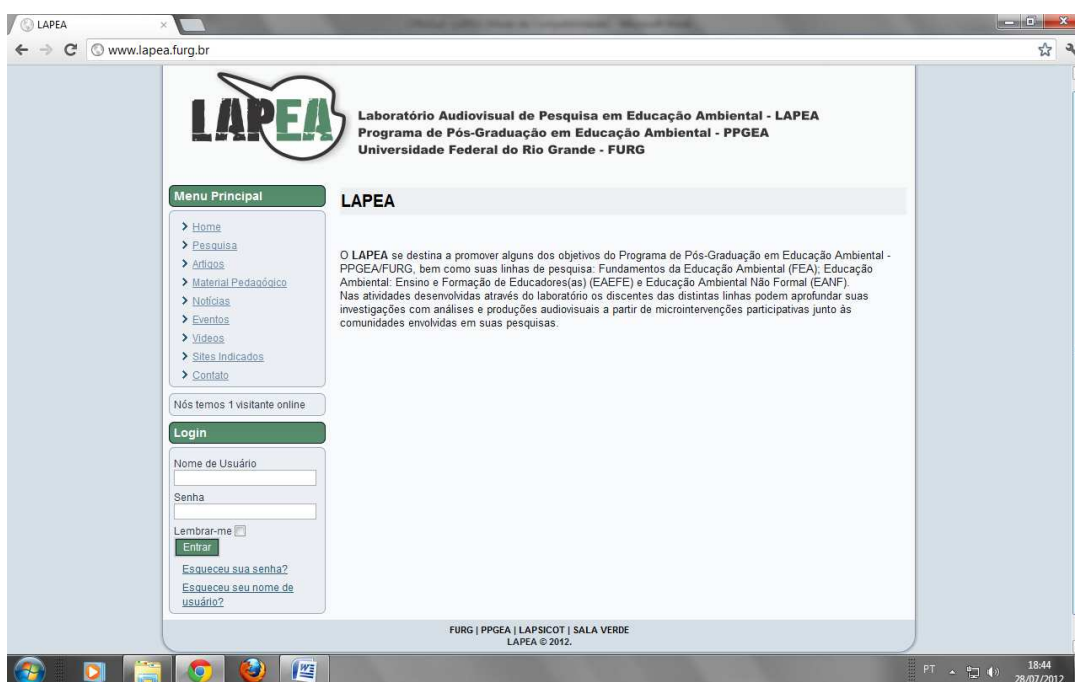 LAPEA
www.lapea.furg.br
LAPEA
Laboratório Audiovisual de Pesquisa em Educação Ambiental - LAPEA
Programa de Pós-Graduação em Educação Ambiental - PPGEA
Universidade Federal do Rio Grande - FURG
Menu Principal
Home
Pesquisa
Artigos
Material Pedagógico
Notícias
Eventos
Videos
Sites Indicados
Contato
Nós temos 1 visitante online
Login
Nome de Usuário
Senha
Lembrar-me
Entrar
Esqueceu sua senha?
Esqueceu seu nome de
usuário?
LAPEA
O LAPEA se destina a promover alguns dos objetivos do Programa de Pós-Graduação em Educação Ambiental -
PPGEA/FURG, bem como suas linhas de pesquisa: Fundamentos da Educação Ambiental (FEA); Educação
Ambiental: Ensino e Formação de Educadores(as) (EAEFE) e Educação Ambiental Não Formal (EANF).
Nas atividades desenvolvidas através do laboratório os discentes das distintas linhas podem aprofundar suas
investigações com análises e produções audiovisuais a partir de microintervenções participativas junto às
comunidades envolvidas em suas pesquisas.
FURG | PPGEA | LAPSICOT | SALA VERDE
LAPEA © 2012.
PT
18:44
28/07/2012